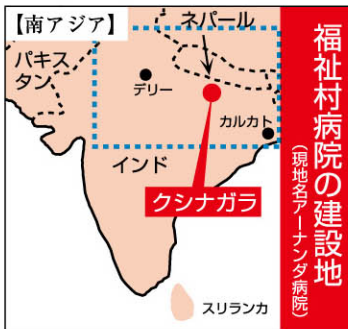 福祉村病院の建設地
(現地名アーナンダ病院)
【南アジア】
ネパール
パキス
タン
デリー
カルカト
インド
クシナガラ
スリランカ